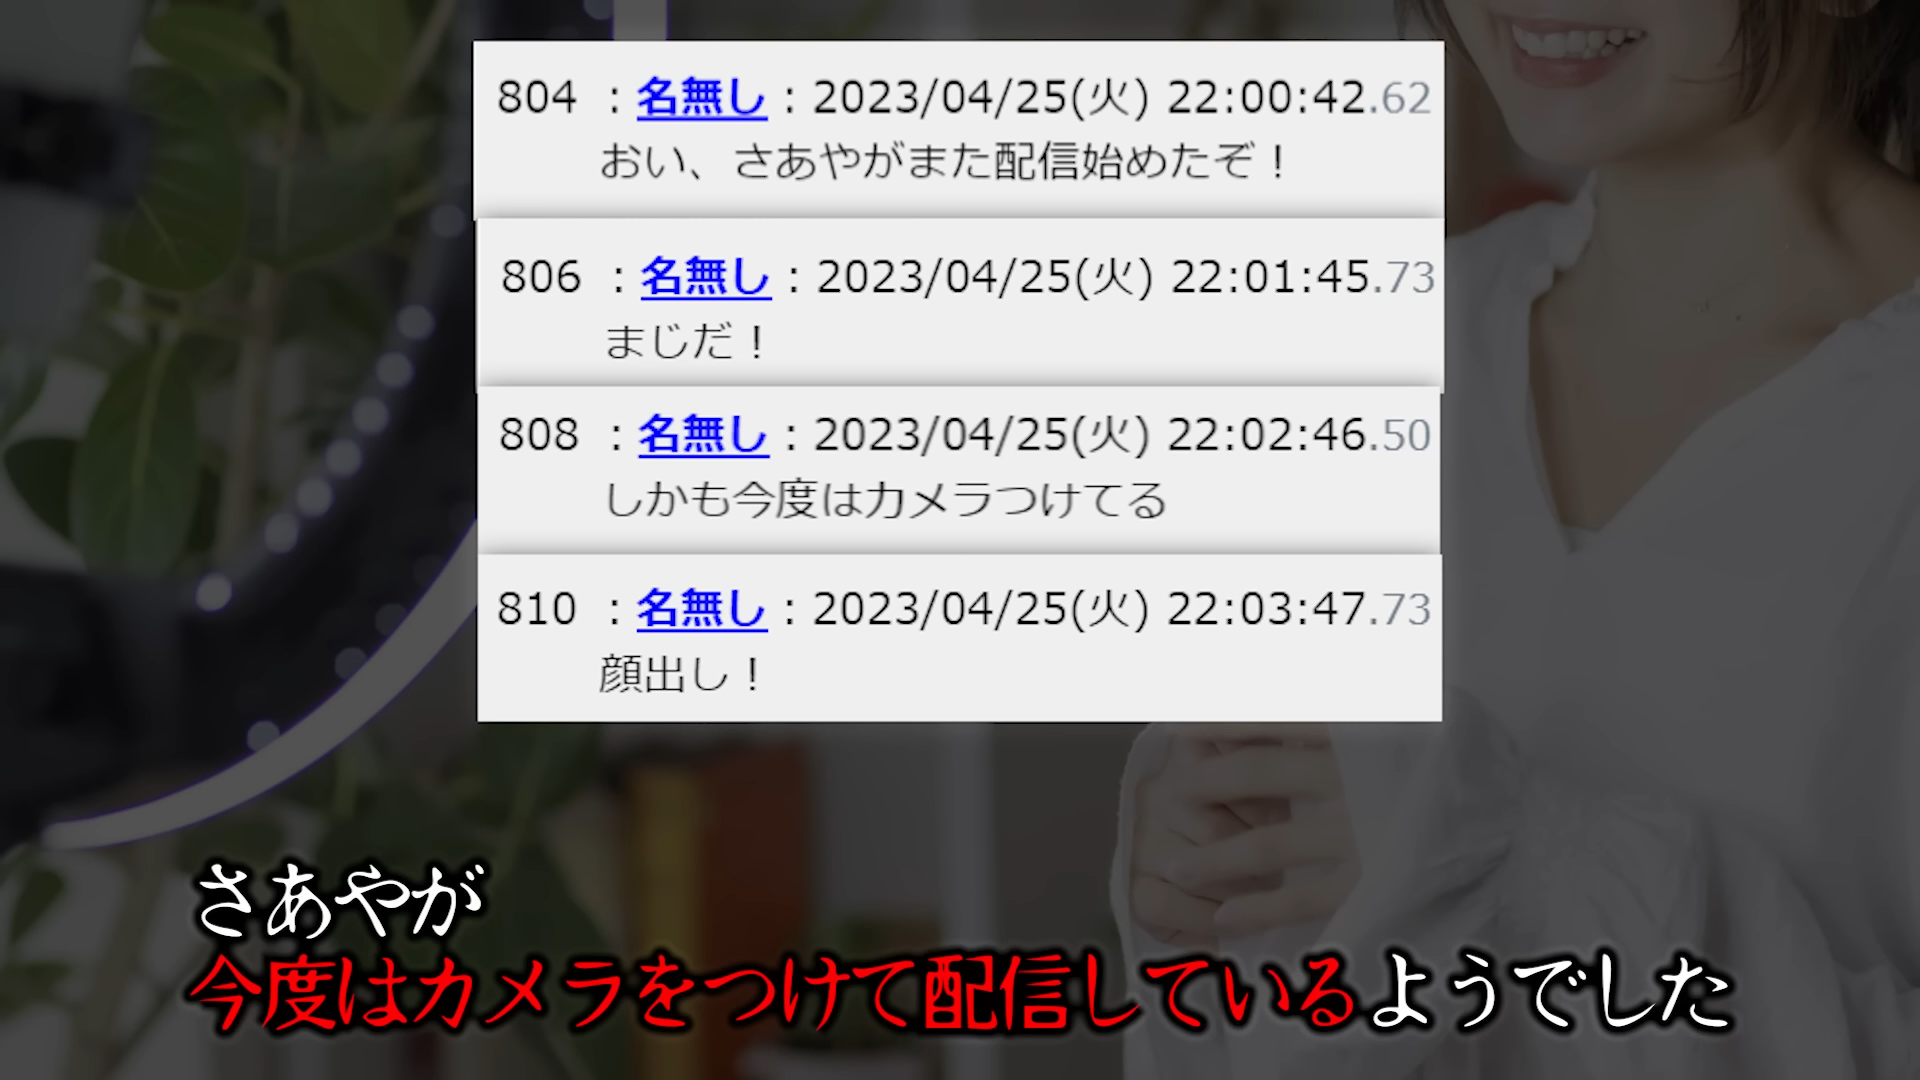 804 ：名無し：2023/04/25(火) 22:00:42.62
おい、さあやがまた配信始めたぞ！
806 ：名無し：2023/04/25(火) 22:01:45.73
まじだ！
808 ：名無し：2023/04/25(火) 22:02:46.50
しかも今度はカメラつけてる
810 ：名無し：2023/04/25(火) 22:03:47.73
顔出し！
さあやが
今度はカメラをつけて配信しているようでした